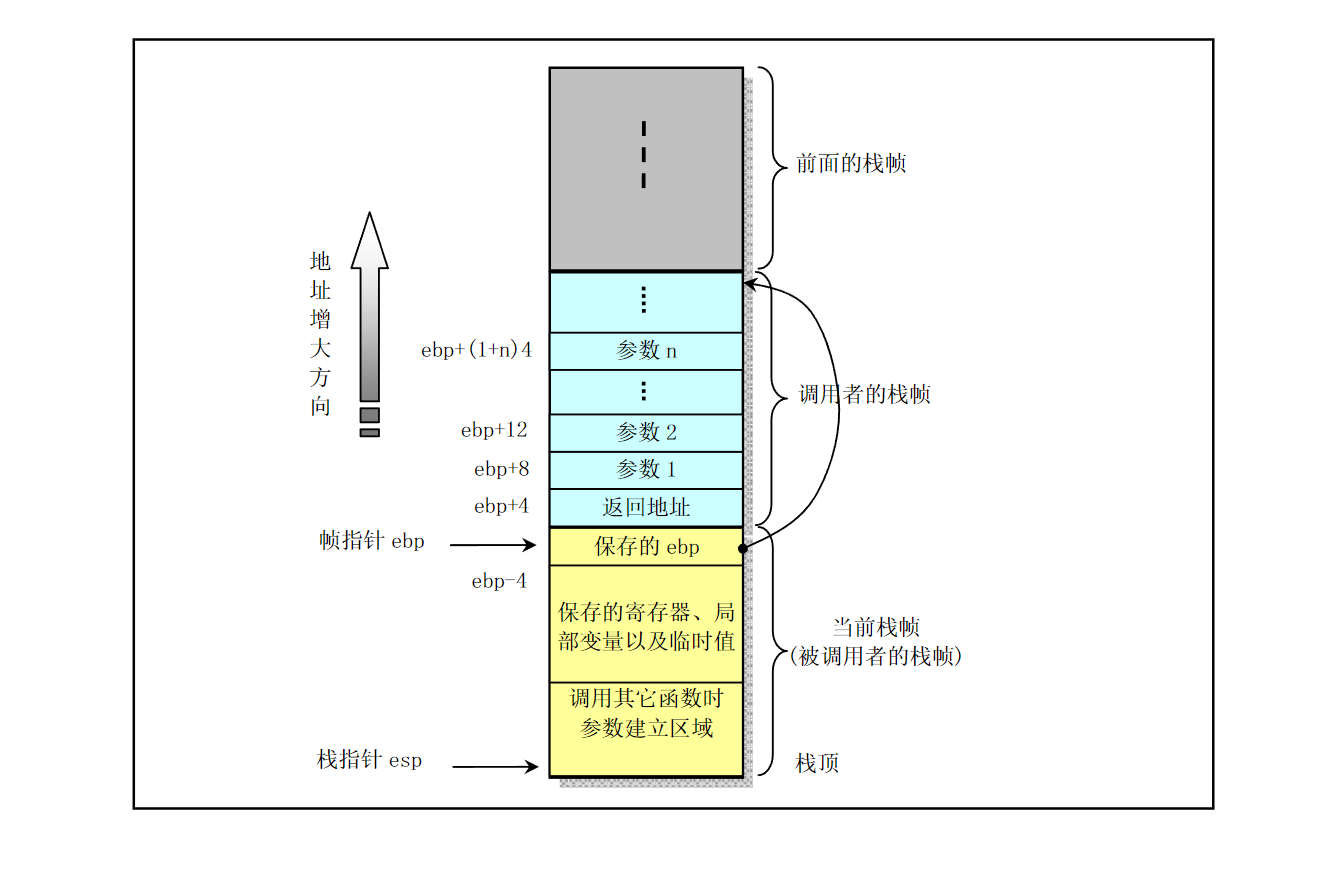 前面的栈帧
地址增大方向
ebp+(1+n)4
参数 n
调用者的栈帧
ebp+12
参数 2
ebp+8
参数 1
ebp+4
返回地址
帧指针 ebp
保存的 ebp
ebp-4
保存的寄存器、局
部变量以及临时值
当前栈帧
(被调用者的栈帧)
调用其它函数时
参数建立区域
栈指针 esp
栈顶